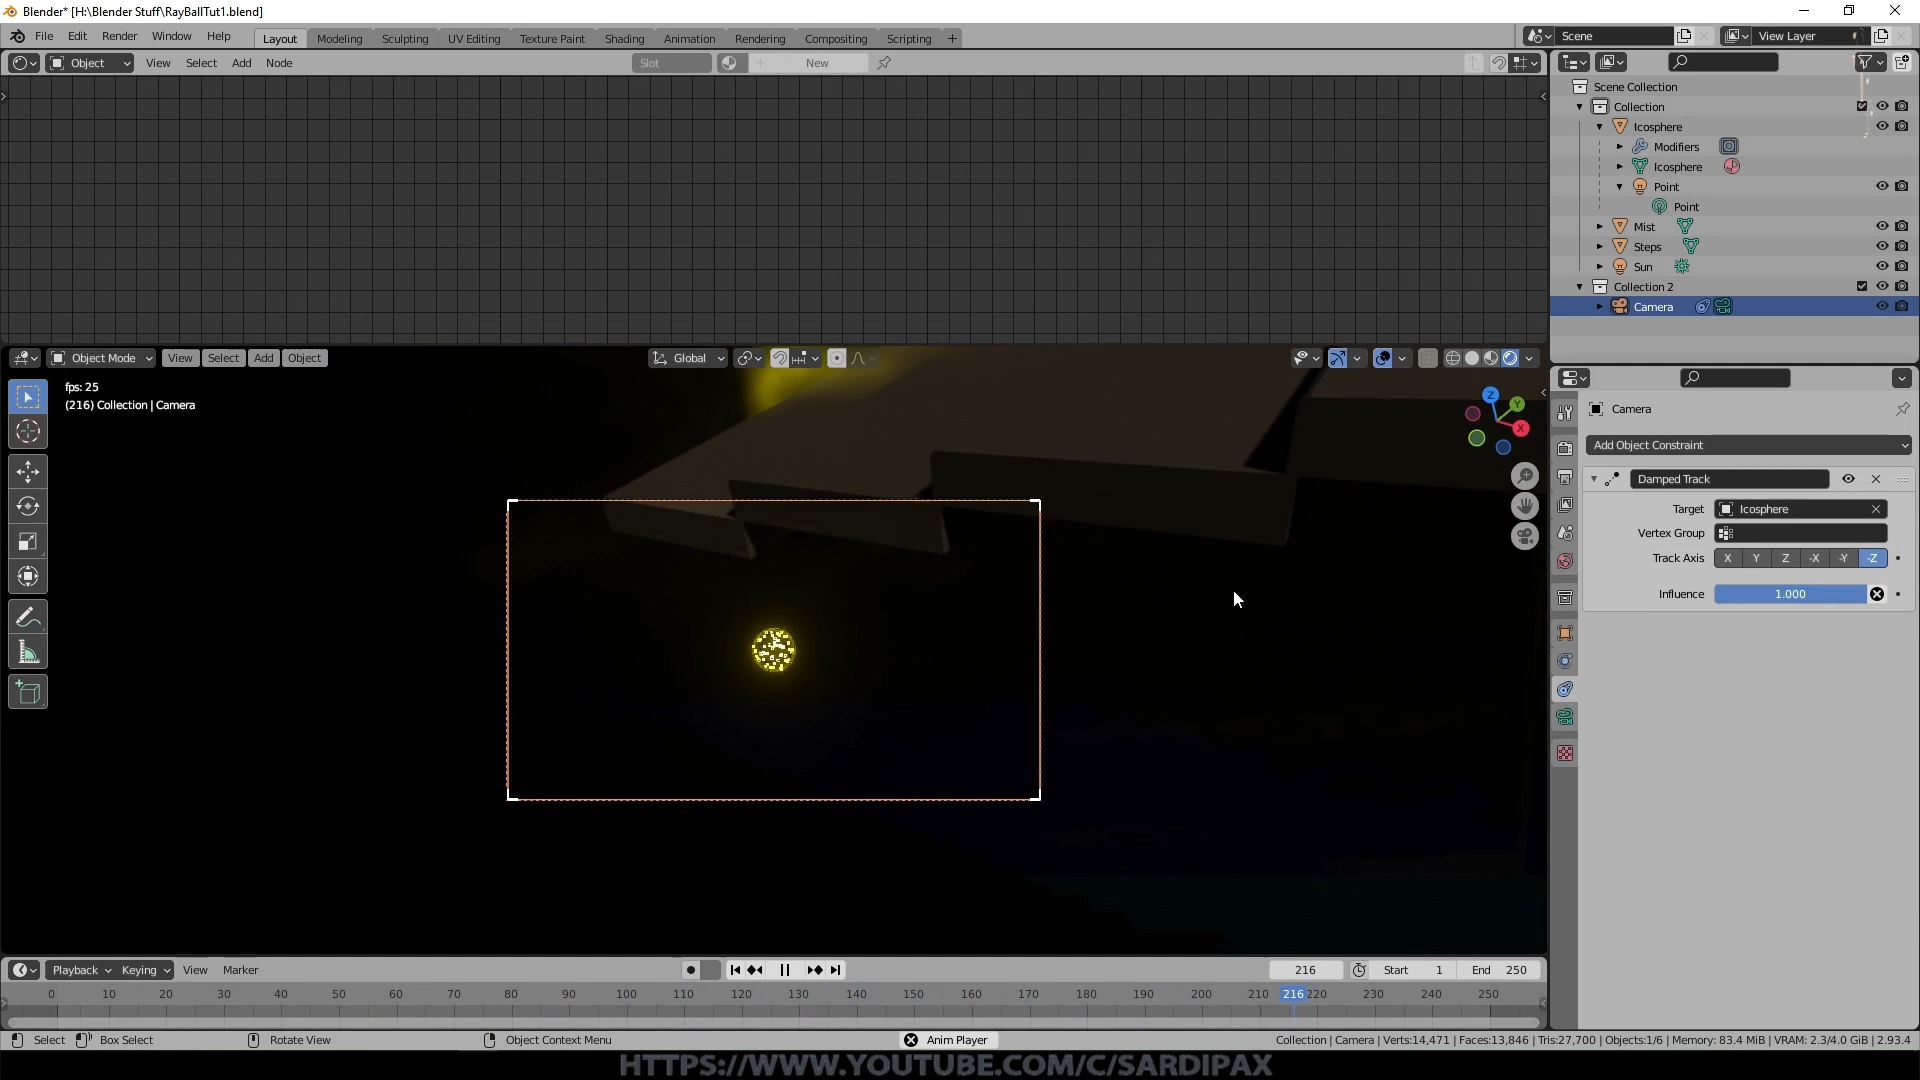 Blender* [H:\Blender Stuff\RayBallTut1.blend]
File Edit Render Window Help Layout Modeling Sculpting UV Editing Texture Paint Shading Animation Rendering Compositing Scripting Scene View Layer
Object View Select Add Node Slot New
Scene Collection
Collection
Icosphere
Modifiers
Icosphere
Point
Point
Mist
Steps
Sun
Collection 2
Camera
Object Mode View Select Add Object Global
fps: 25
(216) Collection | Camera
Z
Y
X
Camera
Add Object Constraint
Damped Track
Target Icosphere
Vertex Group
Track Axis X Y Z -X -Y -Z
Influence 1.000
Playback Keying View Marker 216 Start 1 End 250
0 10 20 30 40 50 60 70 80 90 100 110 120 130 140 150 160 170 180 190 200 210 216 220 230 240 250
Select Box Select Rotate View Object Context Menu Anim Player Collection | Camera | Verts:14,471 | Faces:13,846 | Tris:27,700 | Objects:1/6 | Memory: 83.4 MiB | VRAM: 2.3/4.0 GiB | 2.93.4
HTTPS://WWW.YOUTUBE.COM/C/SARDIPAX